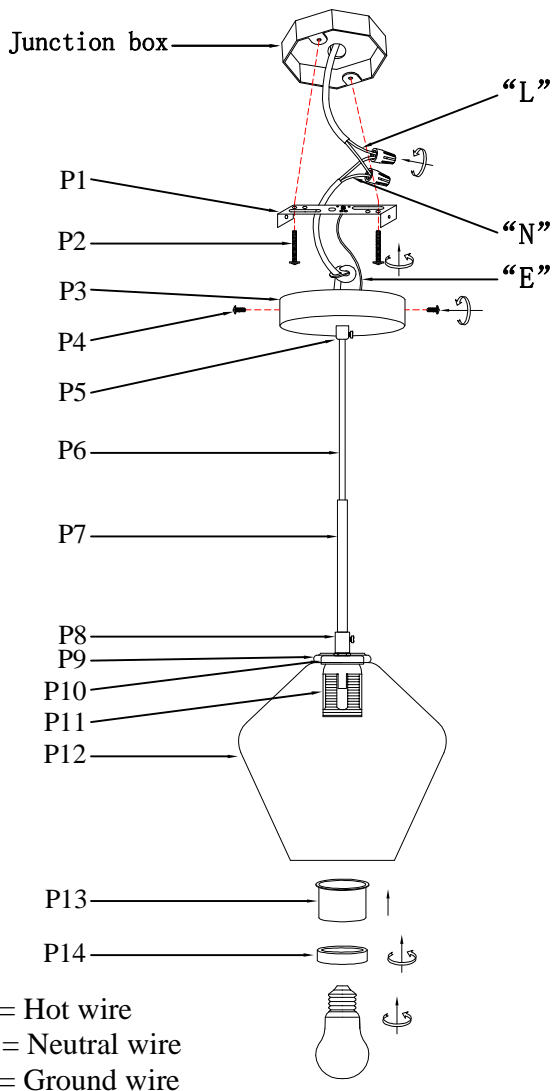 Junction box
“L”
P1
“N”
P2
“E”
P3
P4
P5
P6
P7
P8
P9
P10
P11
P12
P13
P14
= Hot wire
= Neutral wire
= Ground wire